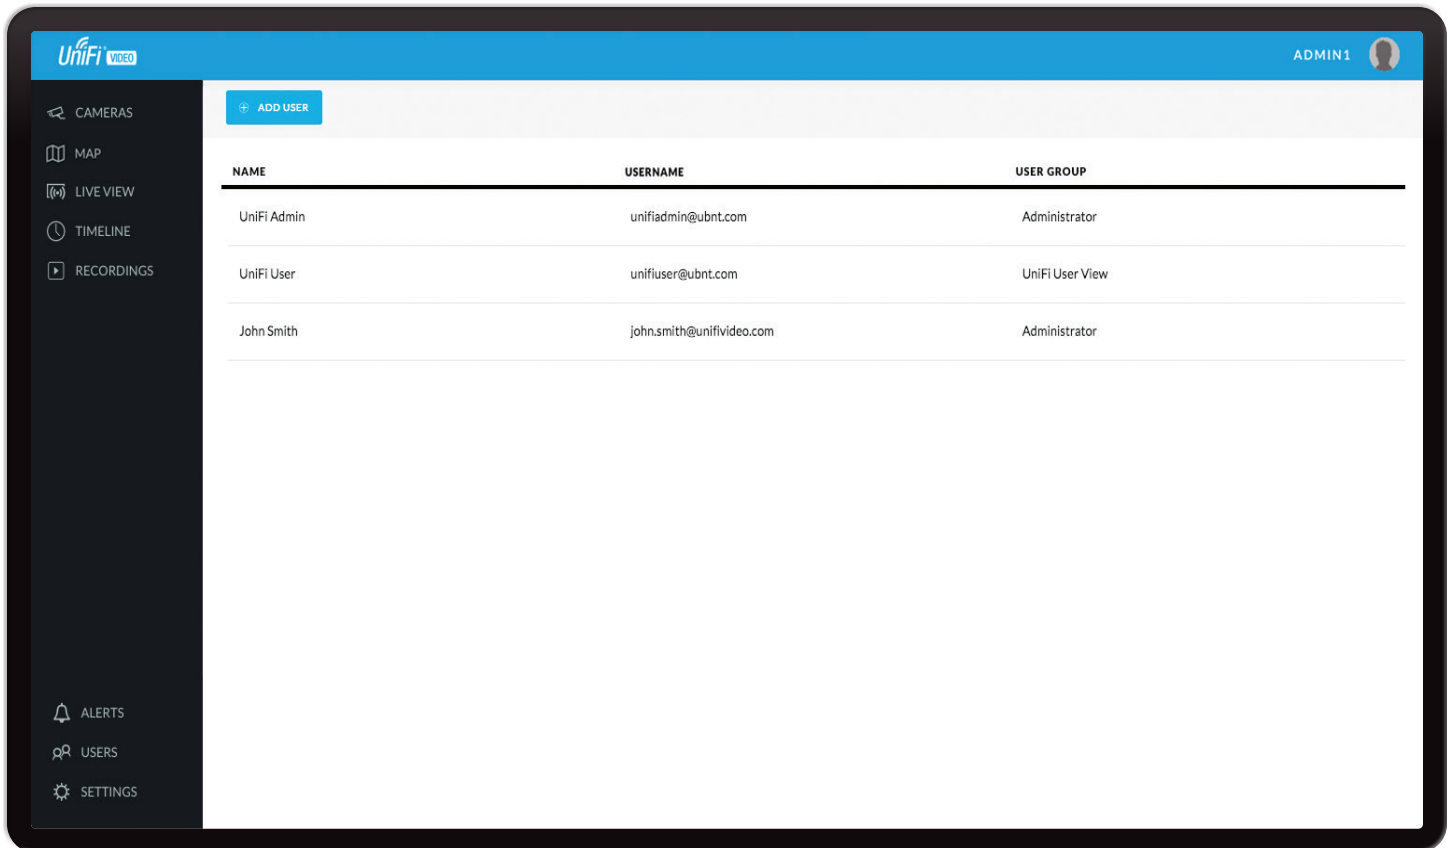 UniFi VIDEO
ADMIN1
CAMERAS
MAP
LIVE VIEW
TIMELINE
RECORDINGS
ALERTS
USERS
SETTINGS
ADD USER
NAME USERNAME USER GROUP
UniFi Admin unifiadmin@ubnt.com Administrator
UniFi User unifiuser@ubnt.com UniFi User View
John Smith john.smith@unifivideo.com Administrator